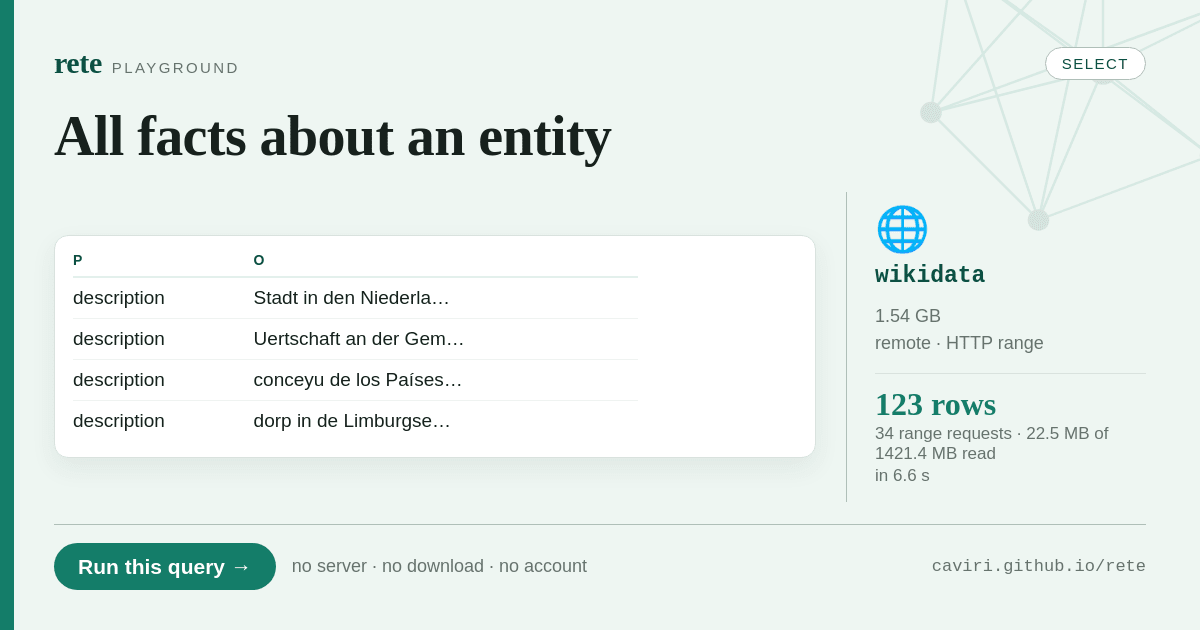 rete PLAYGROUND
SELECT
All facts about an entity
P O
description Stadt in den Niederla…
description Uertschaft an der Gem…
description conceyu de los Países…
description dorp in de Limburgse…
wikidata
1.54 GB
remote · HTTP range
123 rows
34 range requests · 22.5 MB of
1421.4 MB read
in 6.6 s
Run this query →
no server · no download · no account
caviri.github.io/rete